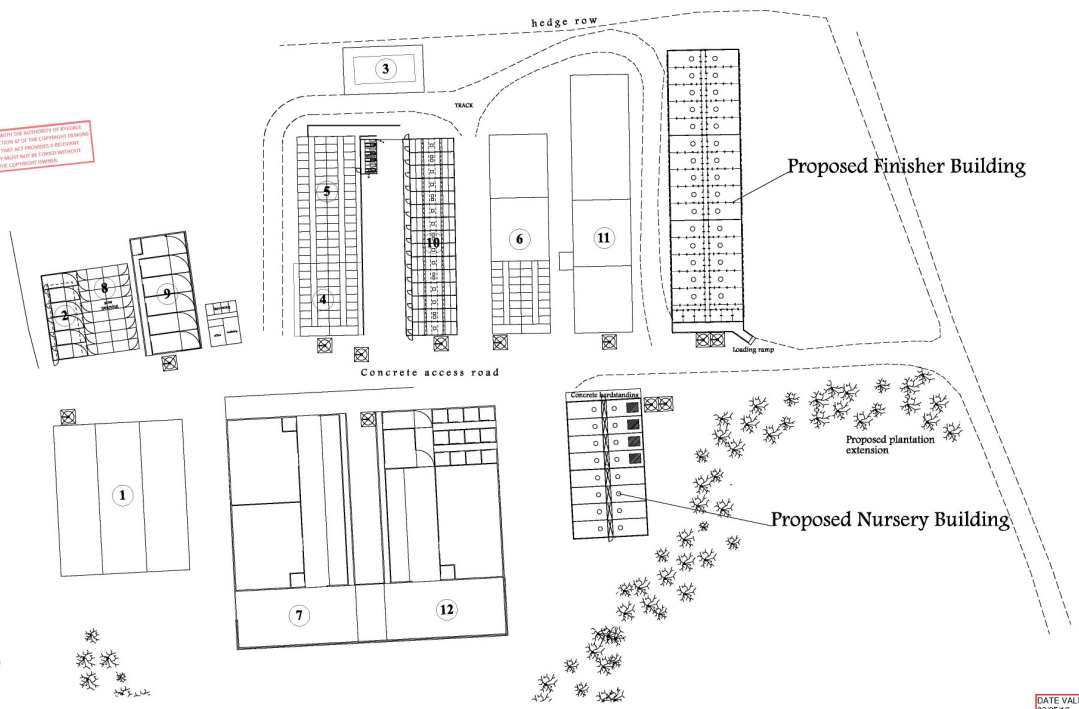 hedge row
3
TRACK
WITH THE AUTHORITY OF RYEDALE
SECTION 47 OF THE COPYRIGHT DESIGNS
THAT ACT PROVIDES A RELEVANT
MUST NOT BE COPIED WITHOUT
THE COPYRIGHT OWNER.
Proposed Finisher Building
5
10
6
11
8
9
2
4
Loading ramp
Concrete access road
Concrete hardstanding
Proposed plantation
extension
1
Proposed Nursery Building
7
12
DATE VALI